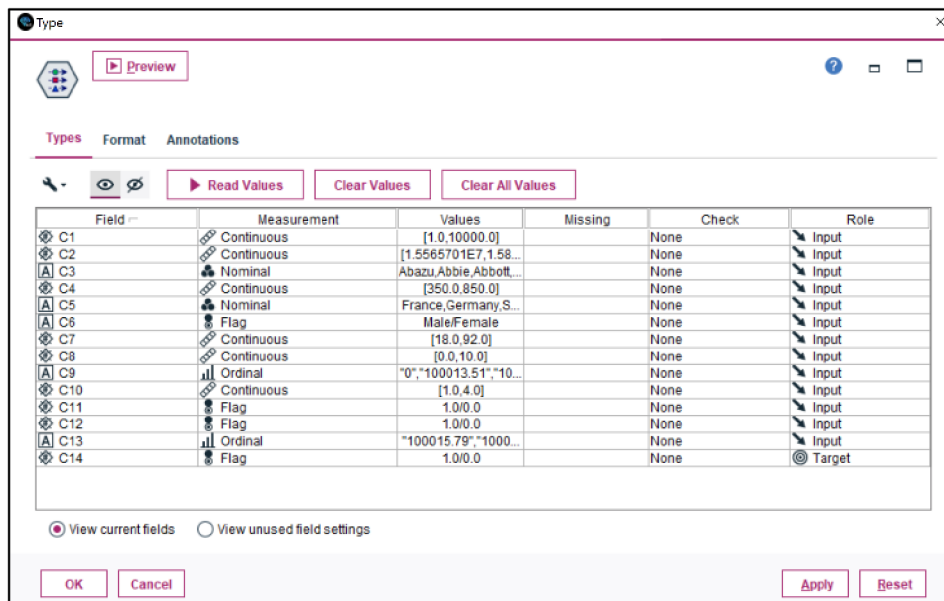 Type
Preview
Types Format Annotations
Read Values Clear Values Clear All Values
Field Measurement Values Missing Check Role
C1 Continuous [1.0,10000.0] None Input
C2 Continuous [1.5565701E7,1.58... None Input
A C3 Nominal Abazu,Abbie,Abbott,... None Input
C4 Continuous [350.0,850.0] None Input
A C5 Nominal France,Germany,S... None Input
A C6 Flag Male/Female None Input
C7 Continuous [18.0,92.0] None Input
C8 Continuous [0.0,10.0] None Input
A C9 Ordinal "0","100013.51","10... None Input
C10 Continuous [1.0,4.0] None Input
C11 Flag 1.0/0.0 None Input
C12 Flag 1.0/0.0 None Input
A C13 Ordinal "100015.79","1000... None Input
C14 Flag 1.0/0.0 None Target
View current fields View unused field settings
OK Cancel Apply Reset